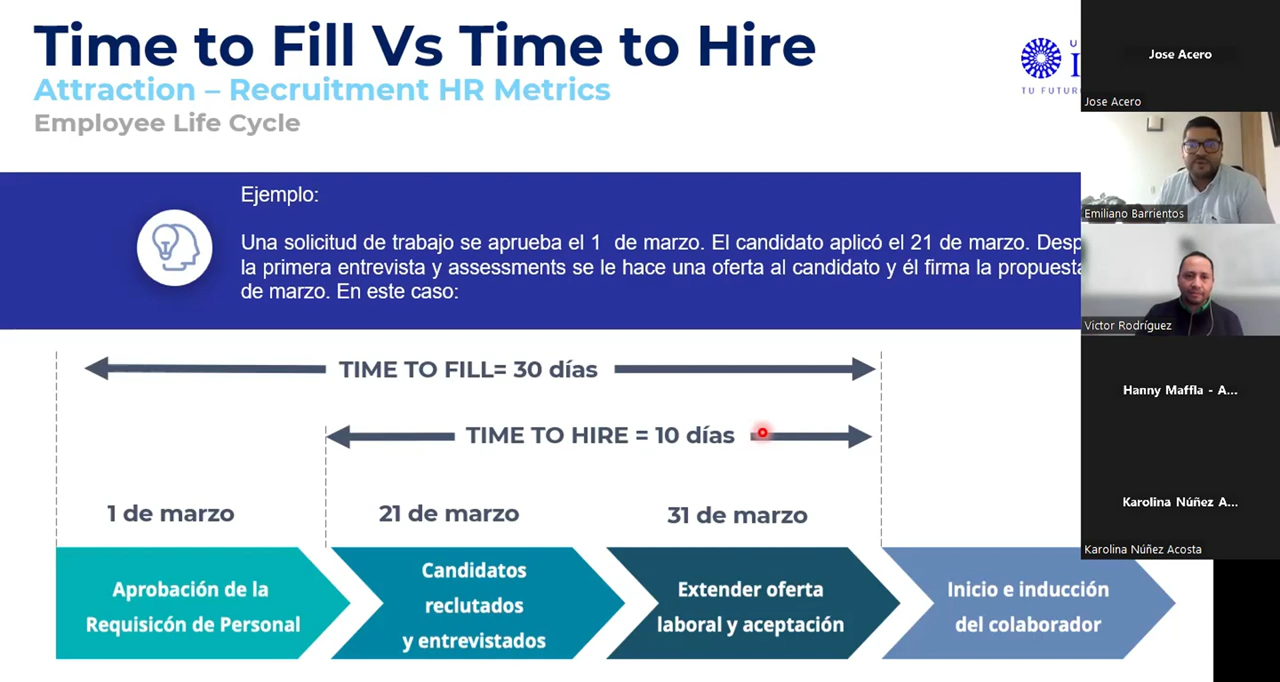 Time to Fill Vs Time to Hire
Attraction – Recruitment HR Metrics
Employee Life Cycle
U
I
TU FUTUR
Ejemplo:
Una solicitud de trabajo se aprueba el 1 de marzo. El candidato aplicó el 21 de marzo. Desp
la primera entrevista y assessments se le hace una oferta al candidato y él firma la propuesta
de marzo. En este caso:
TIME TO FILL= 30 días
TIME TO HIRE = 10 días
1 de marzo
21 de marzo
31 de marzo
Aprobación de la
Requisicón de Personal
Candidatos
reclutados
y entrevistados
Extender oferta
laboral y aceptación
Inicio e inducción
del colaborador
Jose Acero
Jose Acero
Emiliano Barrientos
Victor Rodríguez
Hanny Maffla - A...
Karolina Núñez A...
Karolina Núñez Acosta